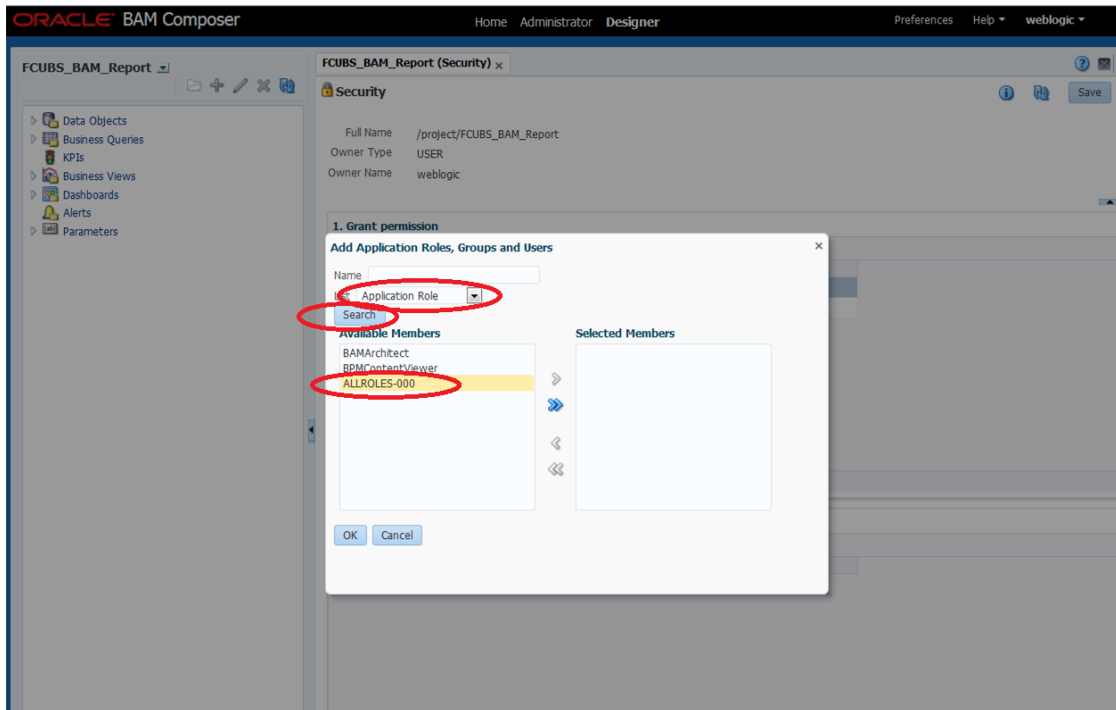 ORACLE BAM Composer
Home Administrator Designer
Preferences Help weblogic
FCUBS_BAM_Report
Data Objects
Business Queries
KPIs
Business Views
Dashboards
Alerts
Parameters
FCUBS_BAM_Report (Security) x
Security
Save
Full Name /project/FCUBS_BAM_Report
Owner Type USER
Owner Name weblogic
1. Grant permission
Add Application Roles, Groups and Users
Name
List Application Role
Search
Available Members Selected Members
BAMArchitect
BPMContentViewer
ALLROLES-000
OK Cancel